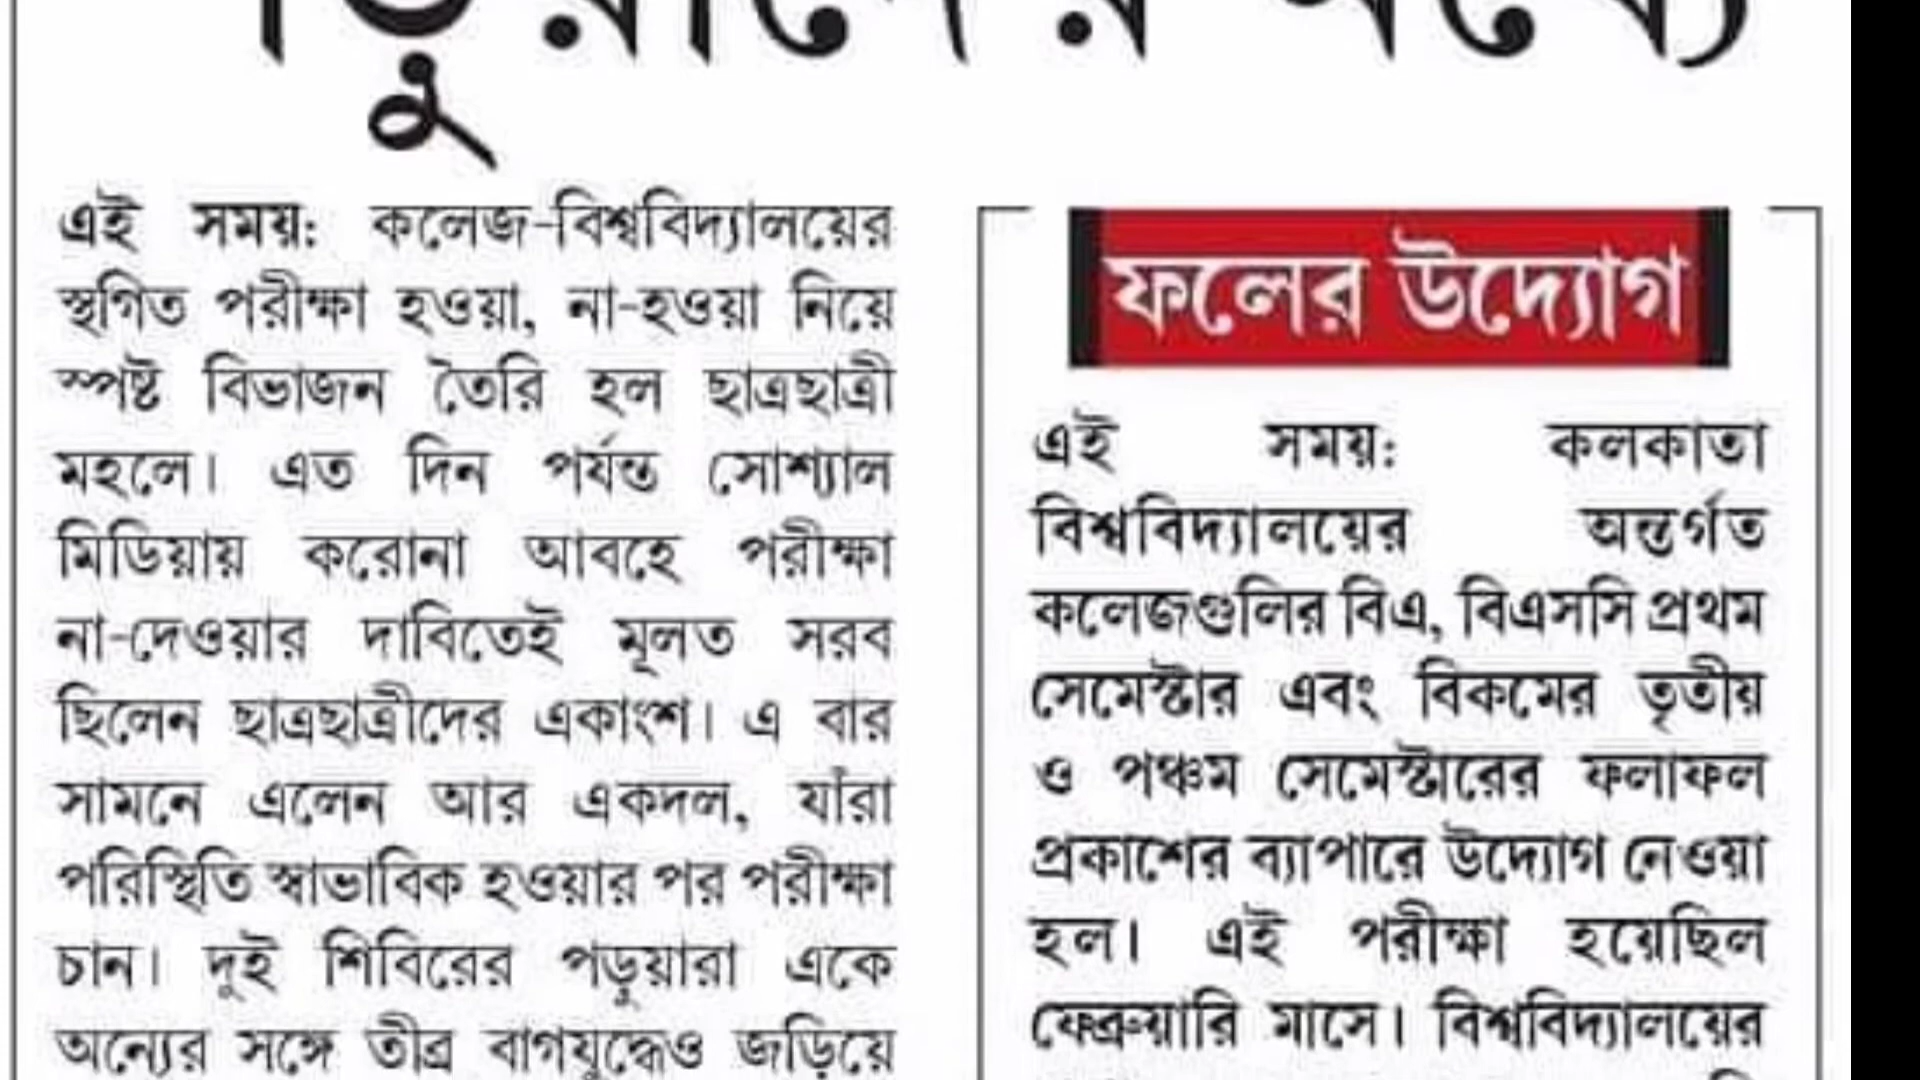 এই সময়: কলেজ-বিশ্ববিদ্যালয়ের
স্থগিত পরীক্ষা হওয়া, না-হওয়া নিয়ে
স্পষ্ট বিভাজন তৈরি হল ছাত্রছাত্রী
মহলে। এত দিন পর্যন্ত সোশ্যাল
মিডিয়ায় করোনা আবহে পরীক্ষা
না-দেওয়ার দাবিতেই মূলত সরব
ছিলেন ছাত্রছাত্রীদের একাংশ। এ বার
সামনে এলেন আর একদল, যাঁরা
পরিস্থিতি স্বাভাবিক হওয়ার পর পরীক্ষা
চান। দুই শিবিরের পড়ুয়ারা একে
অন্যের সঙ্গে তীব্র বাগযুদ্ধেও জড়িয়ে
ফলের উদ্যোগ
এই সময়: কলকাতা
বিশ্ববিদ্যালয়ের অন্তর্গত
কলেজগুলির বিএ, বিএসসি প্রথম
সেমেস্টার এবং বিকমের তৃতীয়
ও পঞ্চম সেমেস্টারের ফলাফল
প্রকাশের ব্যাপারে উদ্যোগ নেওয়া
হল। এই পরীক্ষা হয়েছিল
ফেব্রুয়ারি মাসে। বিশ্ববিদ্যালয়ের